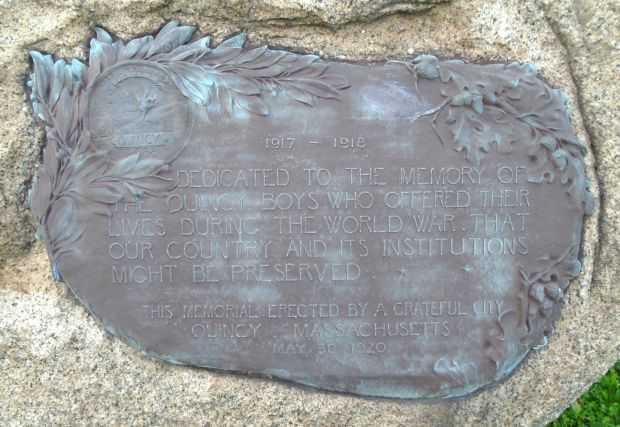 QUINCY
1917 - 1918
DEDICATED TO THE MEMORY OF
THE QUINCY BOYS WHO OFFERED THEIR
LIVES DURING THE WORLD WAR THAT
OUR COUNTRY AND ITS INSTITUTIONS
MIGHT BE PRESERVED
THIS MEMORIAL ERECTED BY A GRATEFUL CITY
QUINCY MASSACHUSETTS
MAY 30 1920